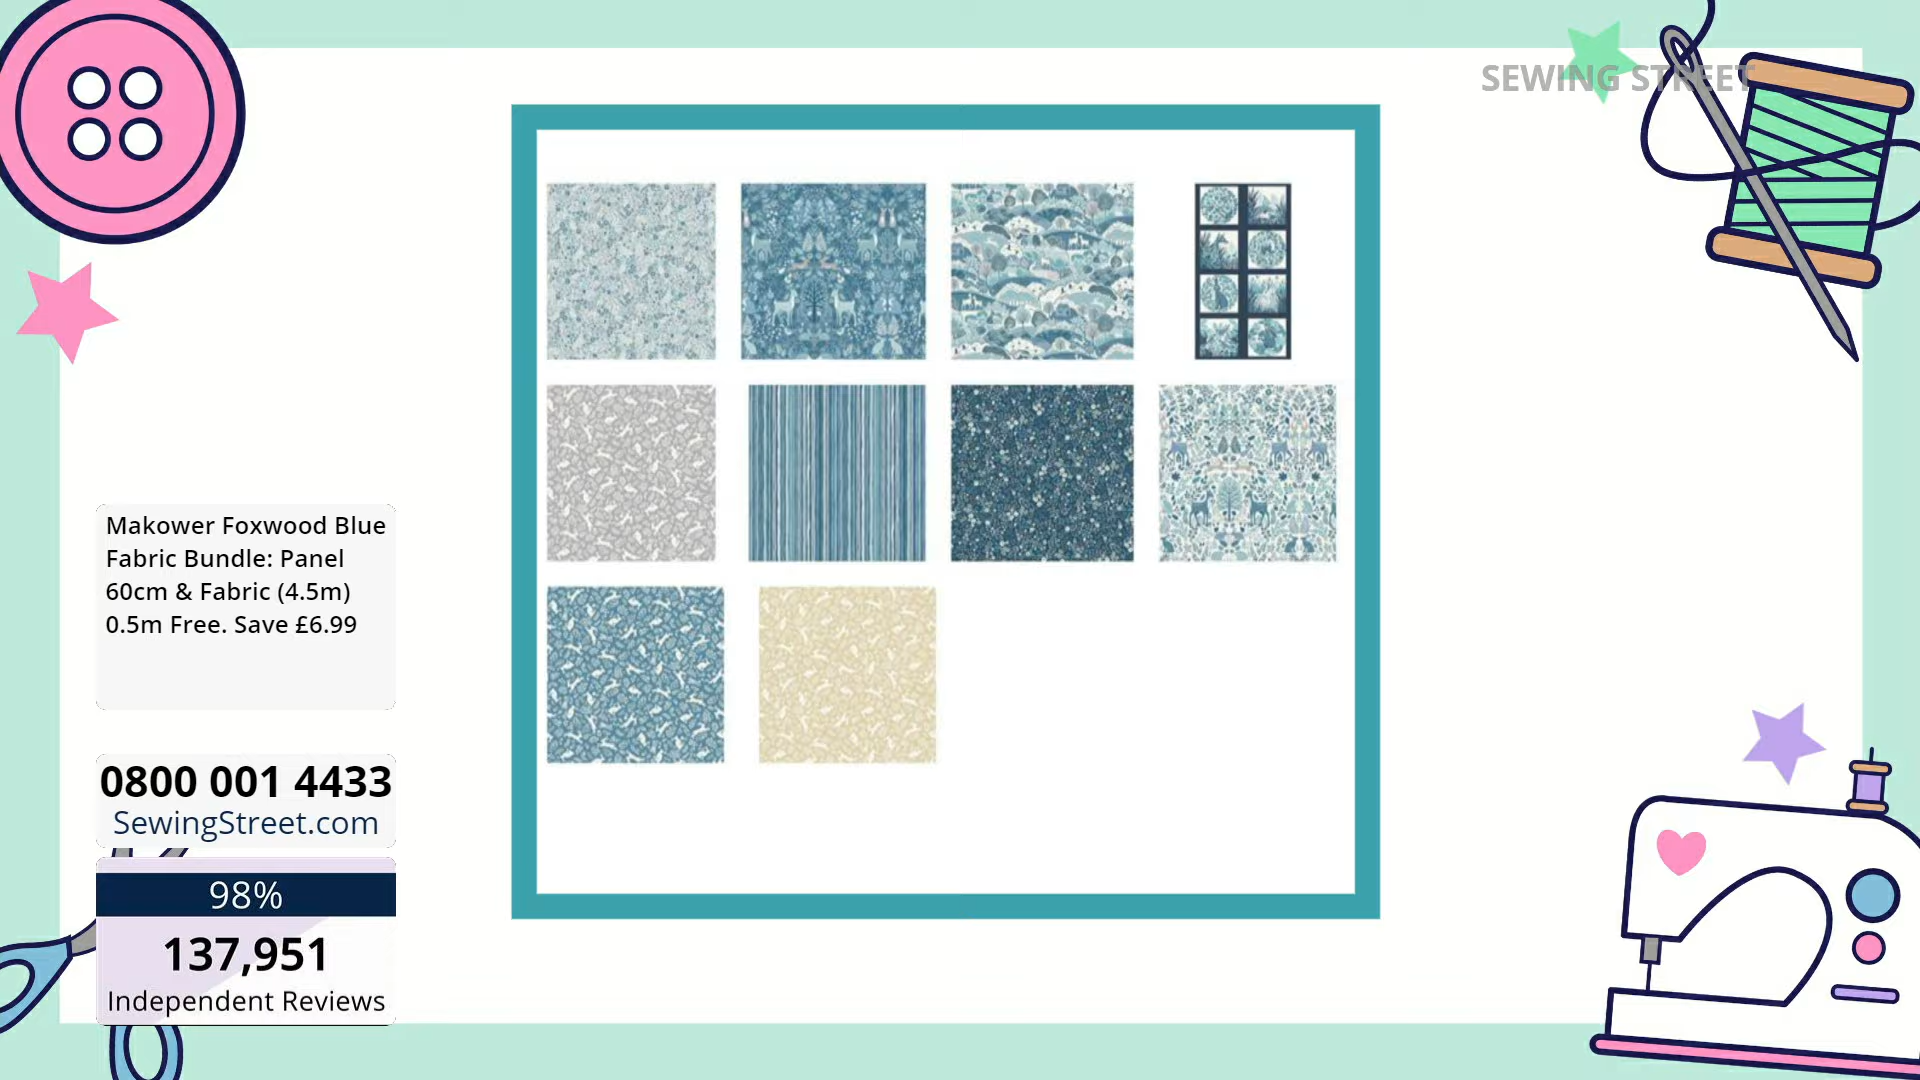 SEWING STREET
Makower Foxwood Blue
Fabric Bundle: Panel
60cm & Fabric (4.5m)
0.5m Free. Save £6.99
0800 001 4433
SewingStreet.com
98%
137,951
Independent Reviews